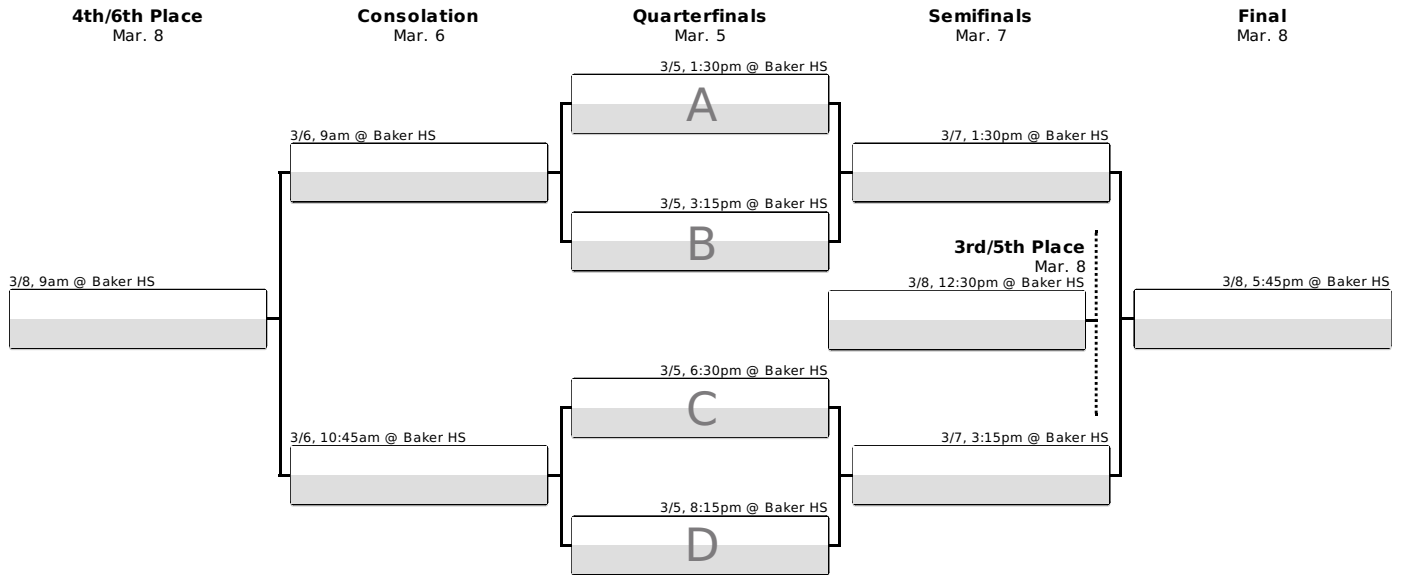 4th/6th Place
Mar. 8
Consolation
Mar. 6
Quarterfinals
Mar. 5
Semifinals
Mar. 7
Final
Mar. 8
3/5, 1:30pm @ Baker HS
A
3/6, 9am @ Baker HS
3/7, 1:30pm @ Baker HS
3/5, 3:15pm @ Baker HS
B
3rd/5th Place
Mar. 8
3/8, 9am @ Baker HS
3/8, 12:30pm @ Baker HS
3/8, 5:45pm @ Baker HS
3/5, 6:30pm @ Baker HS
C
3/6, 10:45am @ Baker HS
3/7, 3:15pm @ Baker HS
3/5, 8:15pm @ Baker HS
D